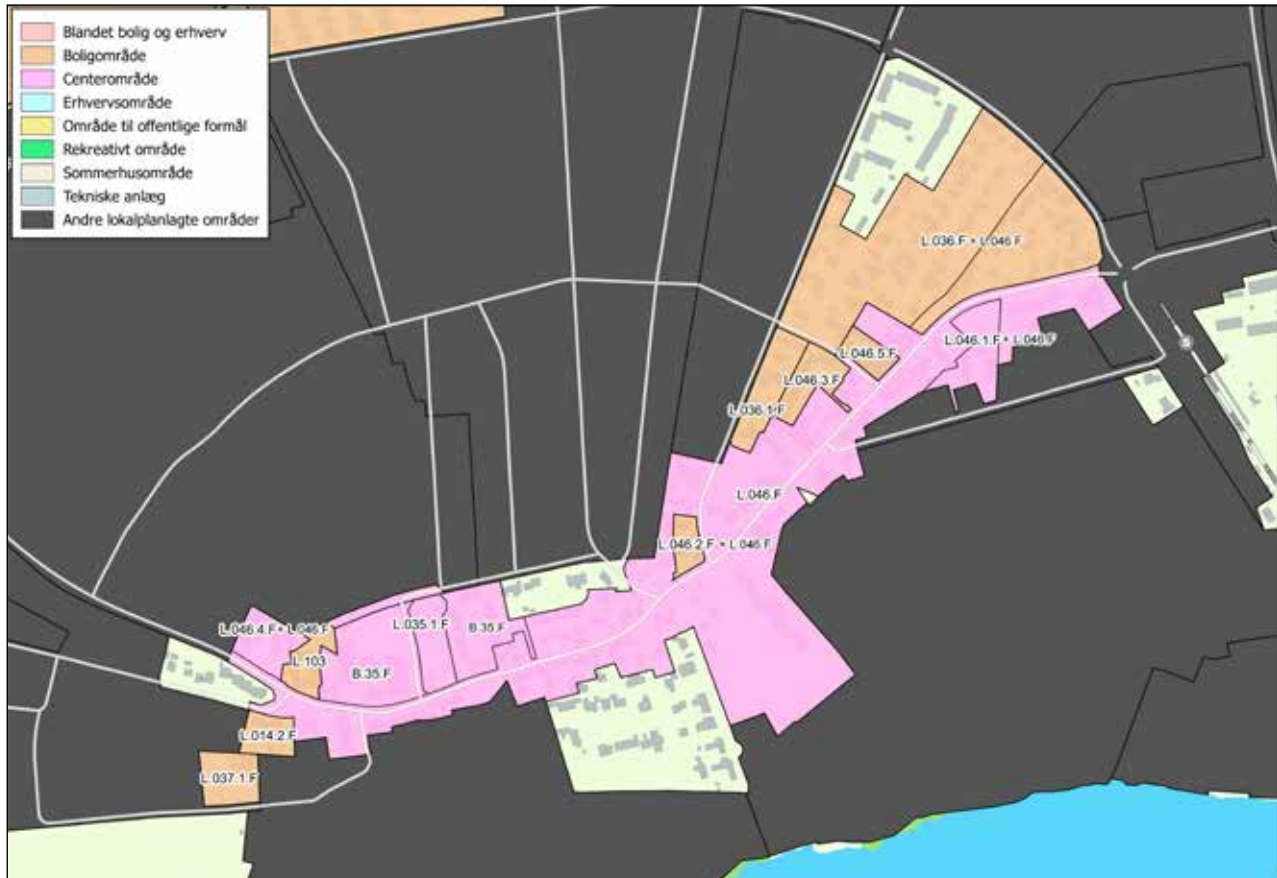 Blandet bolig og erhverv
Boligområde
Centerområde
Erhvervsområde
Område til offentlige formål
Rekreativt område
Sommerhusområde
Tekniske anlæg
Andre lokalplanlagte områder
L.036.F + L.046.F
L.046.5.F
L.046.1.F + L.046.F
L.046.3.F
L.036.1.F
L.046.F
L.046.2.F + L.046.F
L.035.1.F
B.35.F
L.046.4.F + L.046.F
L.103
B.35.F
L.014.2.F
L.037.1.F